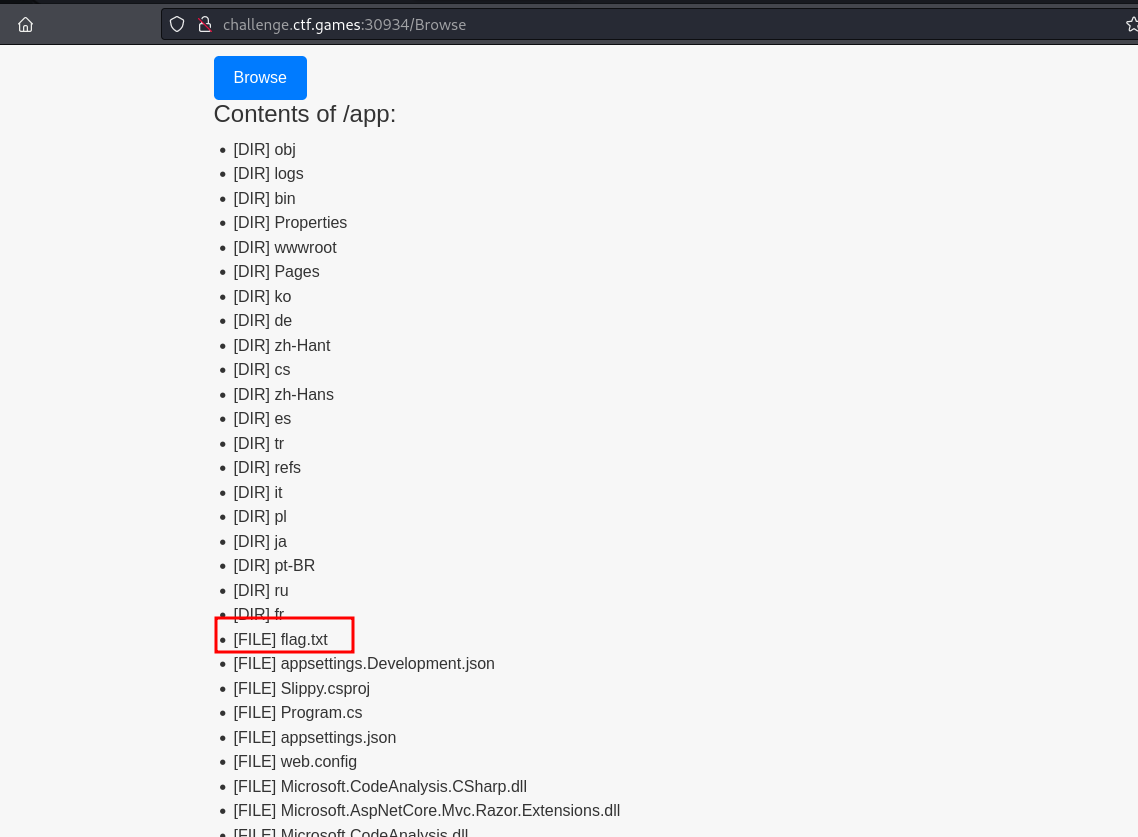 challenge.ctf.games:30934/Browse
Browse
Contents of /app:
[DIR] obj
[DIR] logs
[DIR] bin
[DIR] Properties
[DIR] wwwroot
[DIR] Pages
[DIR] ko
[DIR] de
[DIR] zh-Hant
[DIR] cs
[DIR] zh-Hans
[DIR] es
[DIR] tr
[DIR] refs
[DIR] it
[DIR] pl
[DIR] ja
[DIR] pt-BR
[DIR] ru
[DIR] fr
[FILE] flag.txt
[FILE] appsettings.Development.json
[FILE] Slippy.csproj
[FILE] Program.cs
[FILE] appsettings.json
[FILE] web.config
[FILE] Microsoft.CodeAnalysis.CSharp.dll
[FILE] Microsoft.AspNetCore.Mvc.Razor.Extensions.dll
[FILE] Microsoft.CodeAnalysis.dll